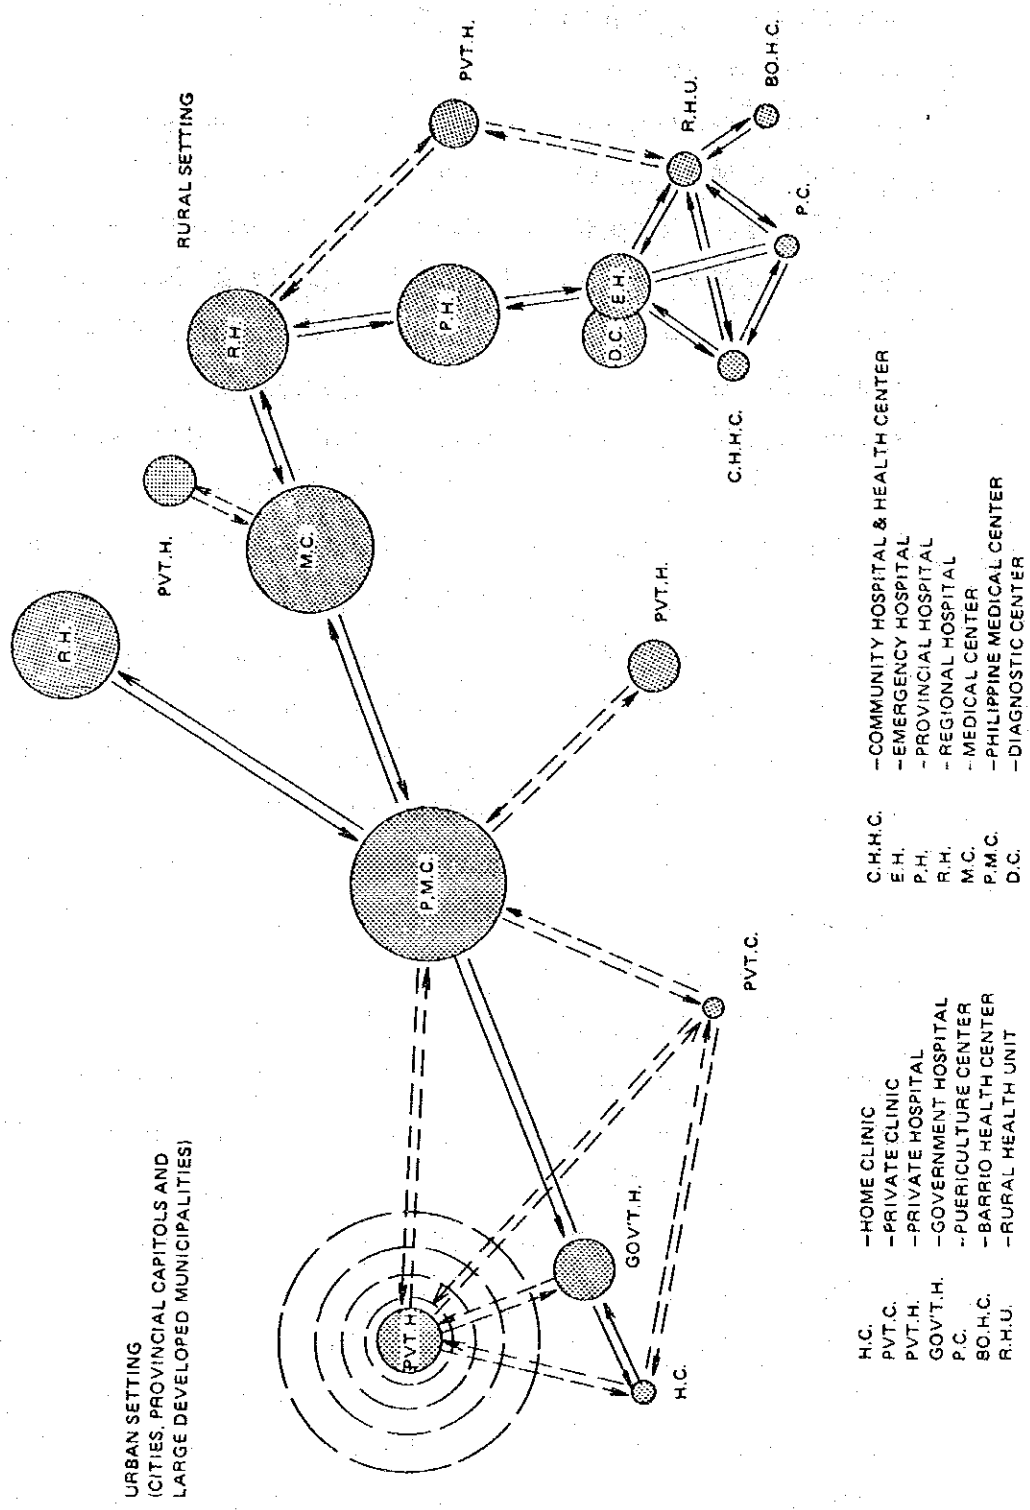 URBAN SETTING
(CITIES, PROVINCIAL CAPITOLS AND
LARGE DEVELOPED MUNICIPALITIES)
RURAL SETTING
R.H.
PVT.H.
M.C.
R.H.
PVT.H.
P.M.C.
P.H.
PVT.H
D.C.
E.H.
R.H.U.
BO.H.C.
P.C.
C.H.H.C.
PVT.H.
GOV'T.H.
H.C.
PVT.C.
H.C. -HOME CLINIC
PVT.C. -PRIVATE CLINIC
PVT.H. -PRIVATE HOSPITAL
GOV'T.H. -GOVERNMENT HOSPITAL
P.C. -PUERICULTURE CENTER
BO.H.C. -BARRIO HEALTH CENTER
R.H.U. -RURAL HEALTH UNIT
C.H.H.C. -COMMUNITY HOSPITAL & HEALTH CENTER
E.H. -EMERGENCY HOSPITAL
P.H. -PROVINCIAL HOSPITAL
R.H. -REGIONAL HOSPITAL
M.C. -MEDICAL CENTER
P.M.C. -PHILIPPINE MEDICAL CENTER
D.C. -DIAGNOSTIC CENTER